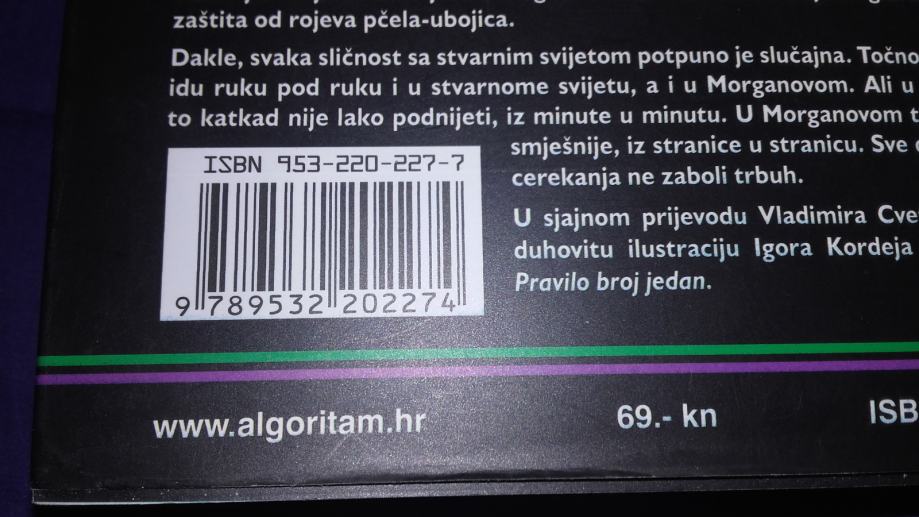 zaštita od rojeva pčela-ubojica.
Dakle, svaka sličnost sa stvarnim svijetom potpuno je slučajna. Točno
idu ruku pod ruku i u stvarnome svijetu, a i u Morganovom. Ali u
to katkad nije lako podnijeti, iz minute u minutu. U Morganovom t
smješnije, iz stranice u stranicu. Sve
cerekanja ne zaboli trbuh.
U sjajnom prijevodu Vladimira Cve
duhovitu ilustraciju Igora Kordeja
Pravilo broj jedan.
ISBN 953-220-227-7
9 789532 202274
www.algoritam.hr
69.- kn
ISB